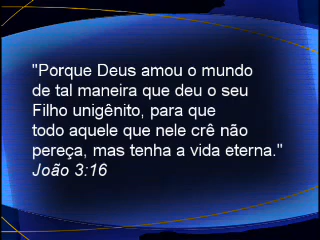 "Porque Deus amou o mundo
de tal maneira que deu o seu
Filho unigênito, para que
todo aquele que nele crê não
pereça, mas tenha a vida eterna."
João 3:16